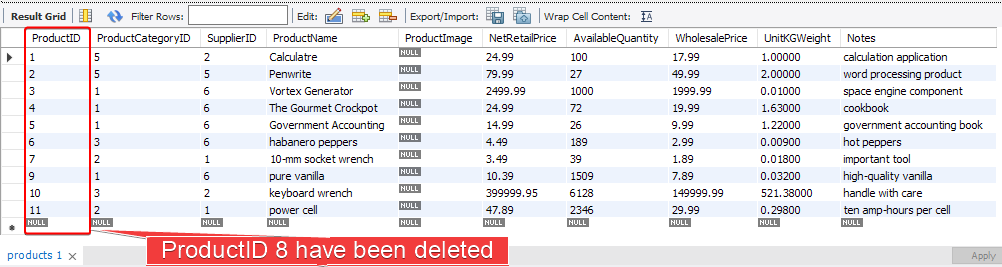 Result Grid Filter Rows: Edit: Export/Import: Wrap Cell Content: IA
ProductID ProductCategoryID SupplierID ProductName ProductImage NetRetailPrice AvailableQuantity WholesalePrice UnitKGWeight Notes
1 5 2 Calculatre NULL 24.99 100 17.99 1.00000 calculation application
2 5 5 Penwrite NULL 79.99 27 49.99 2.00000 word processing product
3 1 6 Vortex Generator NULL 2499.99 1000 1999.99 0.01000 space engine component
4 1 6 The Gourmet Crockpot NULL 24.99 72 19.99 1.63000 cookbook
5 1 6 Government Accounting NULL 14.99 26 9.99 1.22000 government accounting book
6 3 6 habanero peppers NULL 4.49 189 2.99 0.00900 hot peppers
7 2 1 10-mm socket wrench NULL 3.49 39 1.89 0.01800 important tool
9 1 6 pure vanilla NULL 10.39 1509 7.89 0.03200 high-quality vanilla
10 3 2 keyboard wrench NULL 399999.95 6128 149999.99 521.38000 handle with care
11 2 1 power cell NULL 47.89 2346 29.99 0.29800 ten amp-hours per cell
NULL NULL NULL NULL NULL NULL NULL NULL NULL NULL
ProductID 8 have been deleted
products 1 Apply